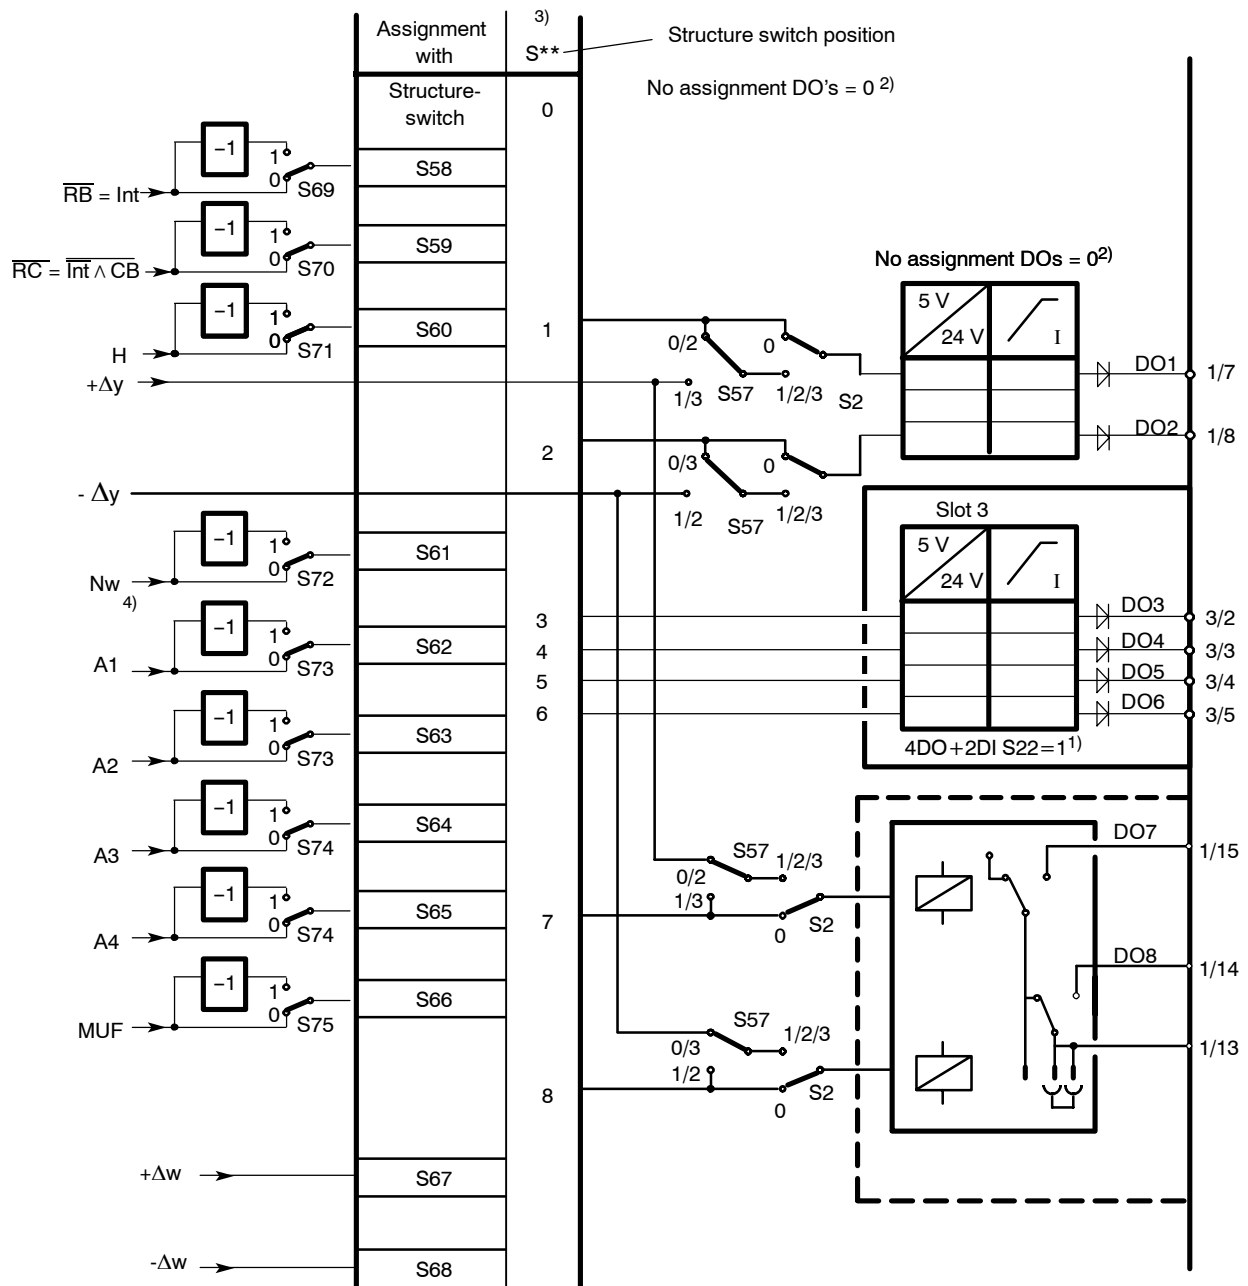 Assignment
with
3)
S**
Structure switch position
No assignment DO's = 0 2)
Structure-
switch
0
–1
1
0
S69
S58
RB = Int
–1
1
0
S70
S59
RC = Int ∧ CB
–1
1
0
S71
S60
H
1
No assignment DOs = 0 2)
5 V
24 V
I
0/2
0
S57
1/2/3
S2
1/3
DO1
1/7
+Δy
DO2
1/8
2
0/3
0
1/2
S57
1/2/3
- Δy
Slot 3
5 V
24 V
I
–1
1
0
S72
S61
Nw
4)
–1
1
0
S73
S62
A1
3
4
5
6
DO3
3/2
DO4
3/3
DO5
3/4
DO6
3/5
4DO+2DI S22=1 1)
–1
1
0
S73
S63
A2
–1
1
0
S74
S64
A3
S57
1/2/3
0/2
1/3
0
S2
DO7
1/15
–1
1
0
S74
S65
A4
7
DO8
1/14
–1
1
0
S75
S66
MUF
S57
1/2/3
0/3
1/2
0
S2
1/13
8
+Δw
S67
-Δw
S68